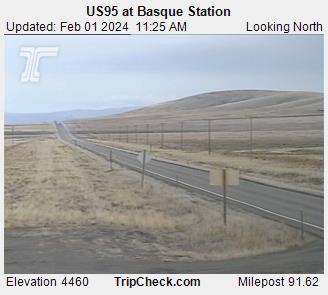 US95 at Basque Station
Updated: Feb 01 2024 11:25 AM Looking North
Elevation 4460 TripCheck.com Milepost 91.62